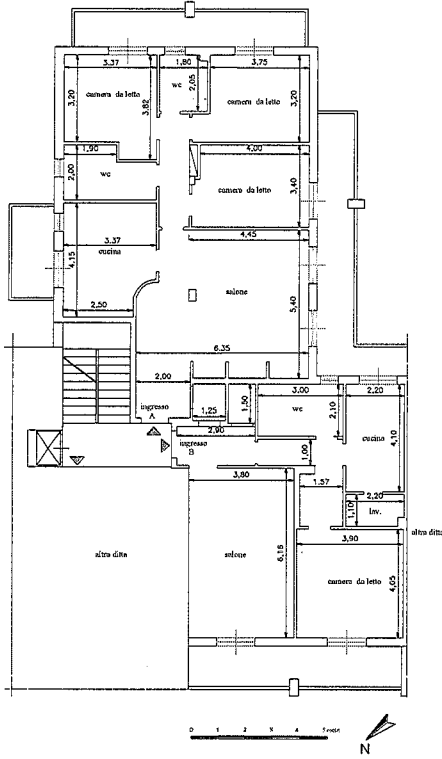 3.37
1,80
3,75
camera da letto
3,20
3,82
wc
2,05
camera da letto
3,20
1,90
4,00
2,00
wc
camera da letto
3,40
4,45
3.37
cucina
4,15
2,50
salone
5,40
6.35
2,00
ingresso
A
1,25
1,50
3,00
wc
2,10
2,20
cucina
4,10
2,90
ingresso
B
1,00
3,80
1,57
2,20
1,10
lav.
altra ditta
altra ditta
salone
6,18
3,90
camera da letto
4,05
0 1 2 3 4 5 metri
N